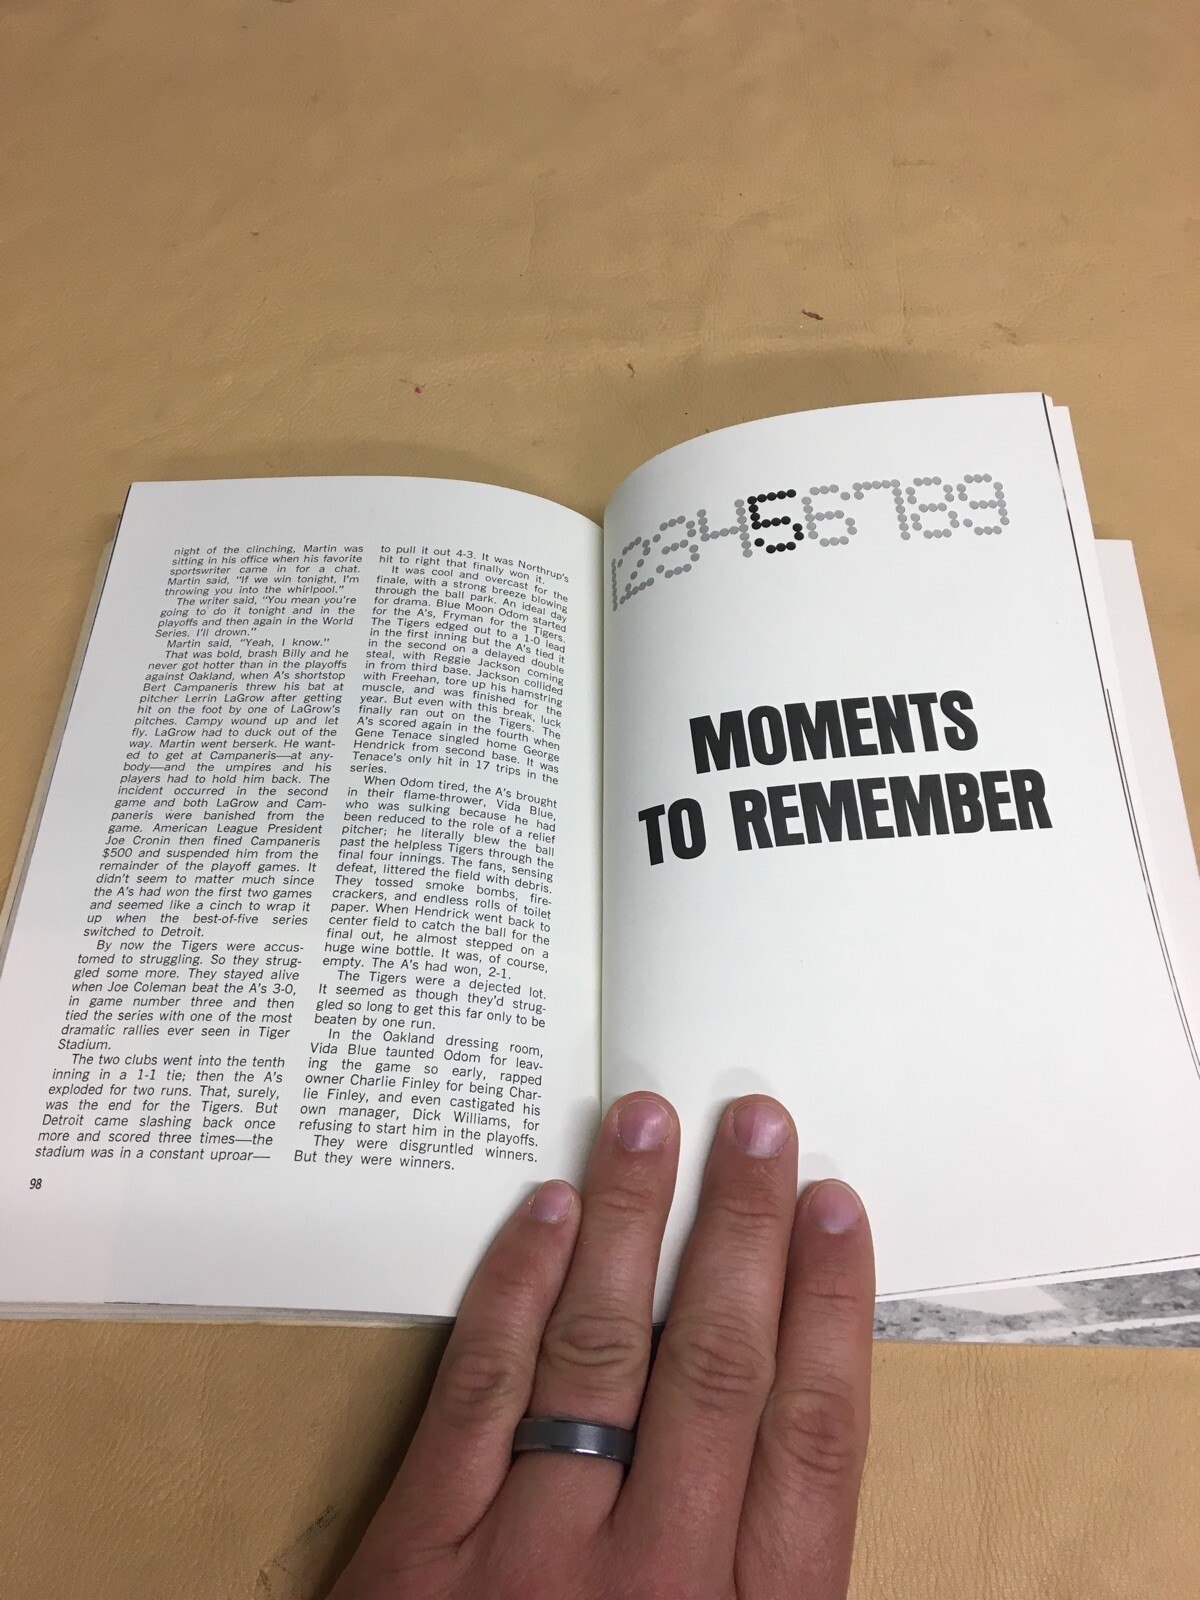 night of the clinching, Martin was
sitting in his office when his favorite
sportswriter came in for a chat.
Martin said, "If we win tonight, I'm
throwing you into the whirlpool."
The writer said, "You mean you're
going to do it tonight and in the
playoffs and then again in the World
Series. I'll drown."
Martin said, "Yeah, I know."
That was bold, brash Billy and he
never got hotter than in the playoffs
against Oakland, when A's shortstop
Bert Campaneris threw his bat at
pitcher Lerrin LaGrow after getting
hit on the foot by one of LaGrow's
pitches. Campy wound up and let
fly. LaGrow had to duck out of the
way. Martin went berserk. He want-
ed to get at Campaneris—at any-
body—and the umpires and his
players had to hold him back. The
incident occurred in the second
game and both LaGrow and Cam-
paneris were banished from the
game. American League President
Joe Cronin then fined Campaneris
$500 and suspended him from the
remainder of the playoff games. It
didn't seem to matter much since
the A's had won the first two games
and seemed like a cinch to wrap it
up when the best-of-five series
switched to Detroit.
By now the Tigers were accus-
tomed to struggling. So they strug-
gled some more. They stayed alive
when Joe Coleman beat the A's 3-0,
in game number three and then
tied the series with one of the most
dramatic rallies ever seen in Tiger
Stadium.
The two clubs went into the tenth
inning in a 1-1 tie; then the A's
exploded for two runs. That, surely,
was the end for the Tigers. But
Detroit came slashing back once
more and scored three times—the
stadium was in a constant uproar—
to pull it out 4-3. It was Northrup's
hit to right that finally won it.
It was cool and overcast for the
finale, with a strong breeze blowing
through the ball park. An ideal day
for drama. Blue Moon Odom started
for the A's, Fryman for the Tigers.
The Tigers edged out to a 1-0 lead
in the first inning but the A's tied it
in the second on a delayed double
steal, with Reggie Jackson coming
in from third base. Jackson collided
with Freehan, tore up his hamstring
muscle, and was finished for the
year. But even with this break, luck
finally ran out on the Tigers. The
A's scored again in the fourth when
Gene Tenace singled home George
Hendrick from second base. It was
Tenace's only hit in 17 trips in the
series.
When Odom tired, the A's brought
in their flame-thrower, Vida Blue,
who was sulking because he had
been reduced to the role of a relief
pitcher; he literally blew the ball
past the helpless Tigers through the
final four innings. The fans, sensing
defeat, littered the field with debris.
They tossed smoke bombs, fire-
crackers, and endless rolls of toilet
paper. When Hendrick went back to
center field to catch the ball for the
final out, he almost stepped on a
huge wine bottle. It was, of course,
empty. The A's had won, 2-1.
The Tigers were a dejected lot.
It seemed as though they'd strug-
gled so long to get this far only to be
beaten by one run.
In the Oakland dressing room,
Vida Blue taunted Odom for leav-
ing the game so early, rapped
owner Charlie Finley for being Char-
lie Finley, and even castigated his
own manager, Dick Williams, for
refusing to start him in the playoffs.
They were disgruntled winners.
But they were winners.
98
123456789
MOMENTS
TO REMEMBER